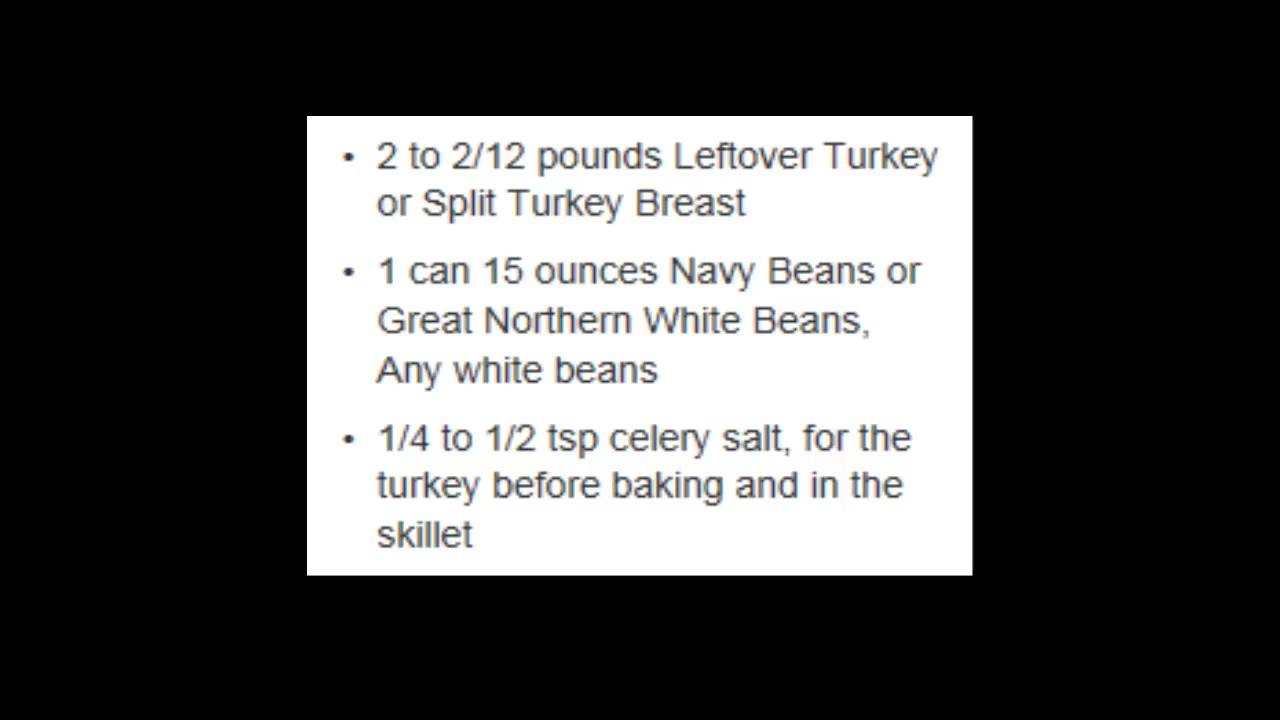 • 2 to 2/12 pounds Leftover Turkey
or Split Turkey Breast
• 1 can 15 ounces Navy Beans or
Great Northern White Beans,
Any white beans
• 1/4 to 1/2 tsp celery salt, for the
turkey before baking and in the
skillet